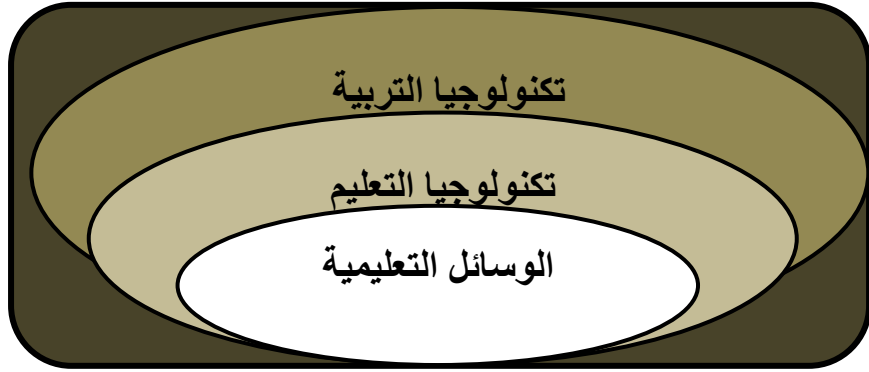 تكنولوجيا التربية
تكنولوجيا التعليم
الوسائل التعليمية